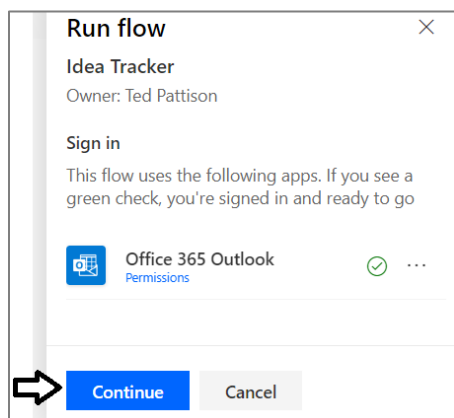 Run flow
Idea Tracker
Owner: Ted Pattison
Sign in
This flow uses the following apps. If you see a
green check, you're signed in and ready to go
Office 365 Outlook
Permissions
Continue
Cancel